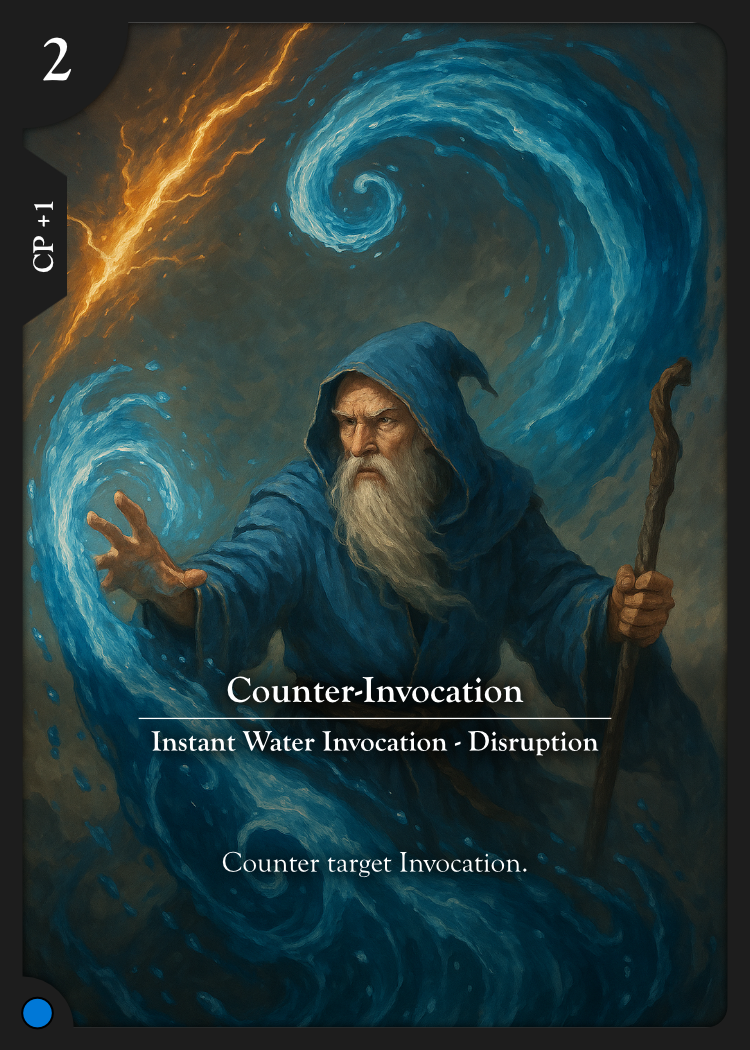 2
CP +1
Counter-Invocation
Instant Water Invocation - Disruption
Counter target Invocation.